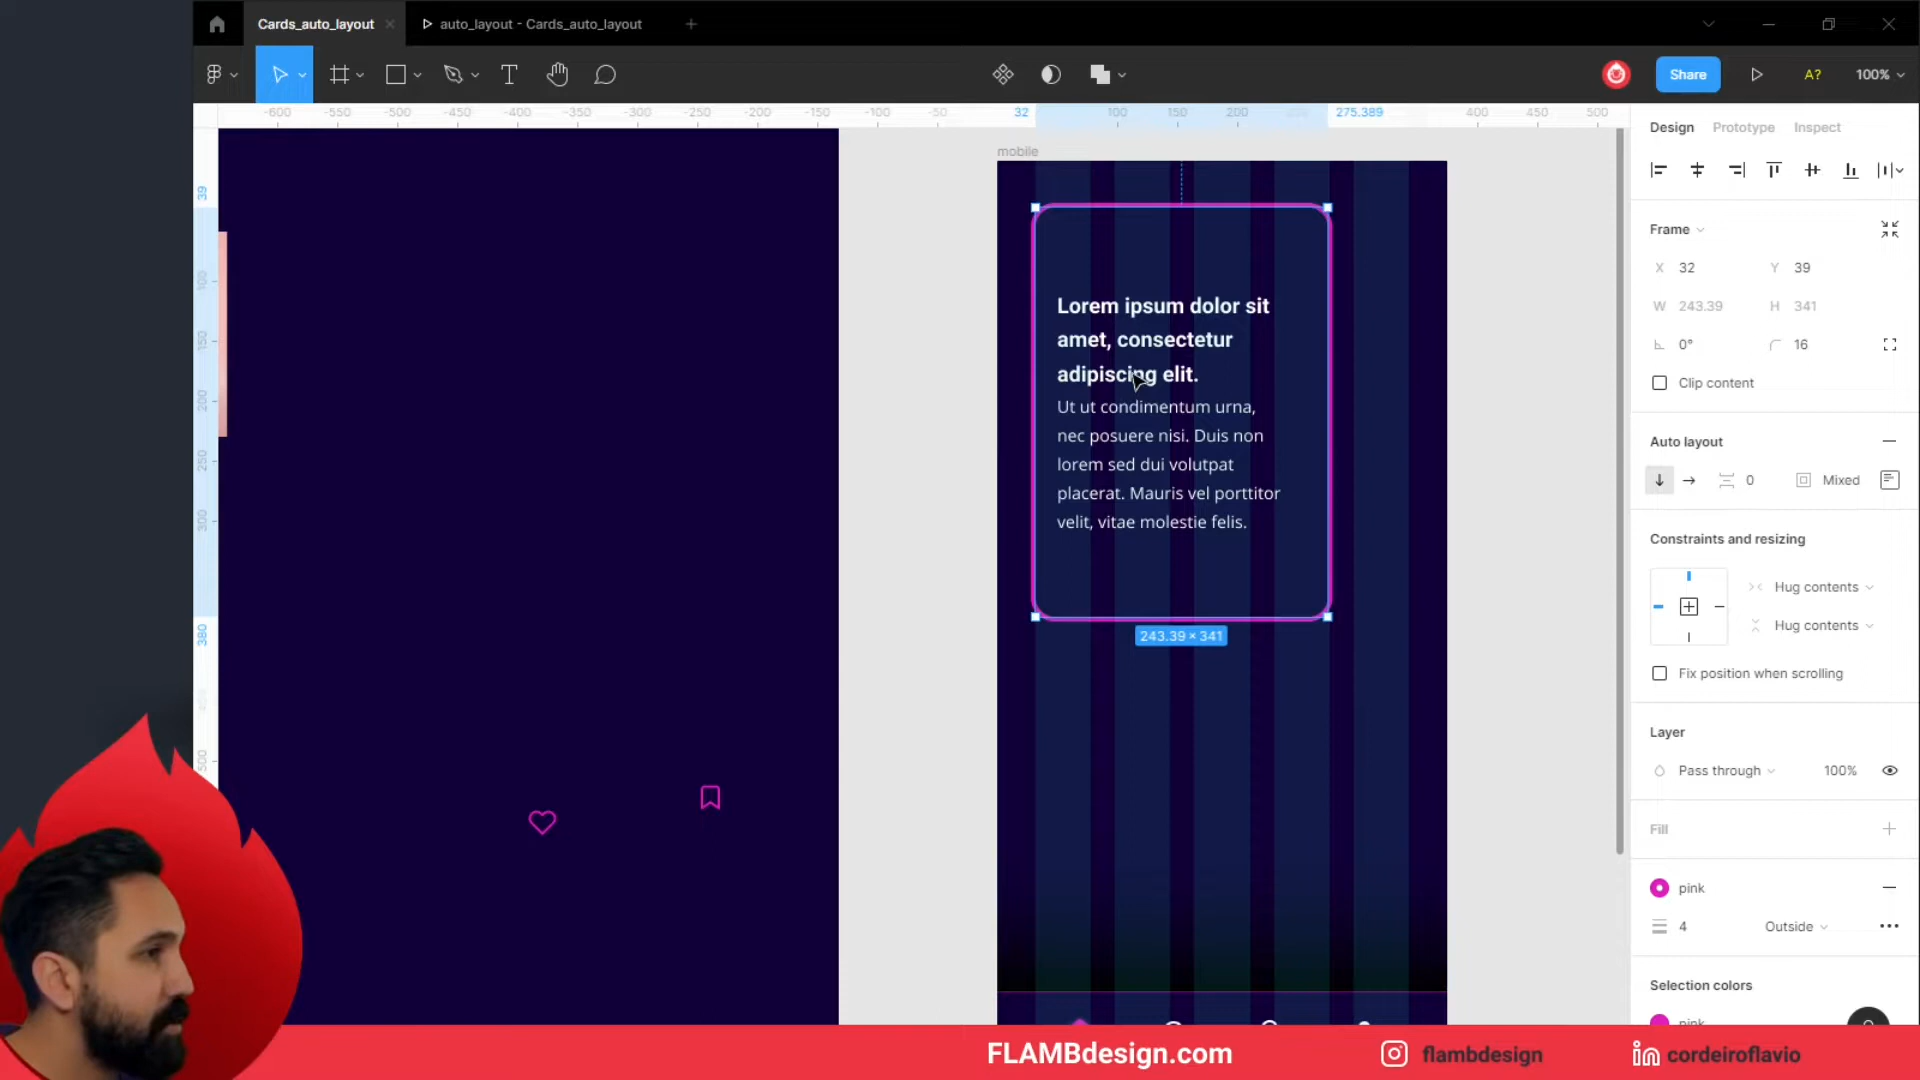 Cards_auto_layout
auto_layout - Cards_auto_layout
Share
A?
100%
-600 -550 -500 -450 -400 -350 -300 -250 -200 -150 -100 -50 32 100 150 200 275.389 400 450 500
Design Prototype Inspect
mobile
39
100
150
200
250
300
380
500
Frame
X 32 Y 39
W 243.39 H 341
0° 16
Clip content
Lorem ipsum dolor sit
amet, consectetur
adipiscing elit.
Ut ut condimentum urna,
nec posuere nisi. Duis non
lorem sed dui volutpat
placerat. Mauris vel porttitor
velit, vitae molestie felis.
243.39 × 341
Auto layout
0 Mixed
Constraints and resizing
Hug contents
Hug contents
Fix position when scrolling
Layer
Pass through 100%
Fill
pink
4 Outside
Selection colors
pink
FLAMBdesign.com
flambdesign
in cordeiroflavio